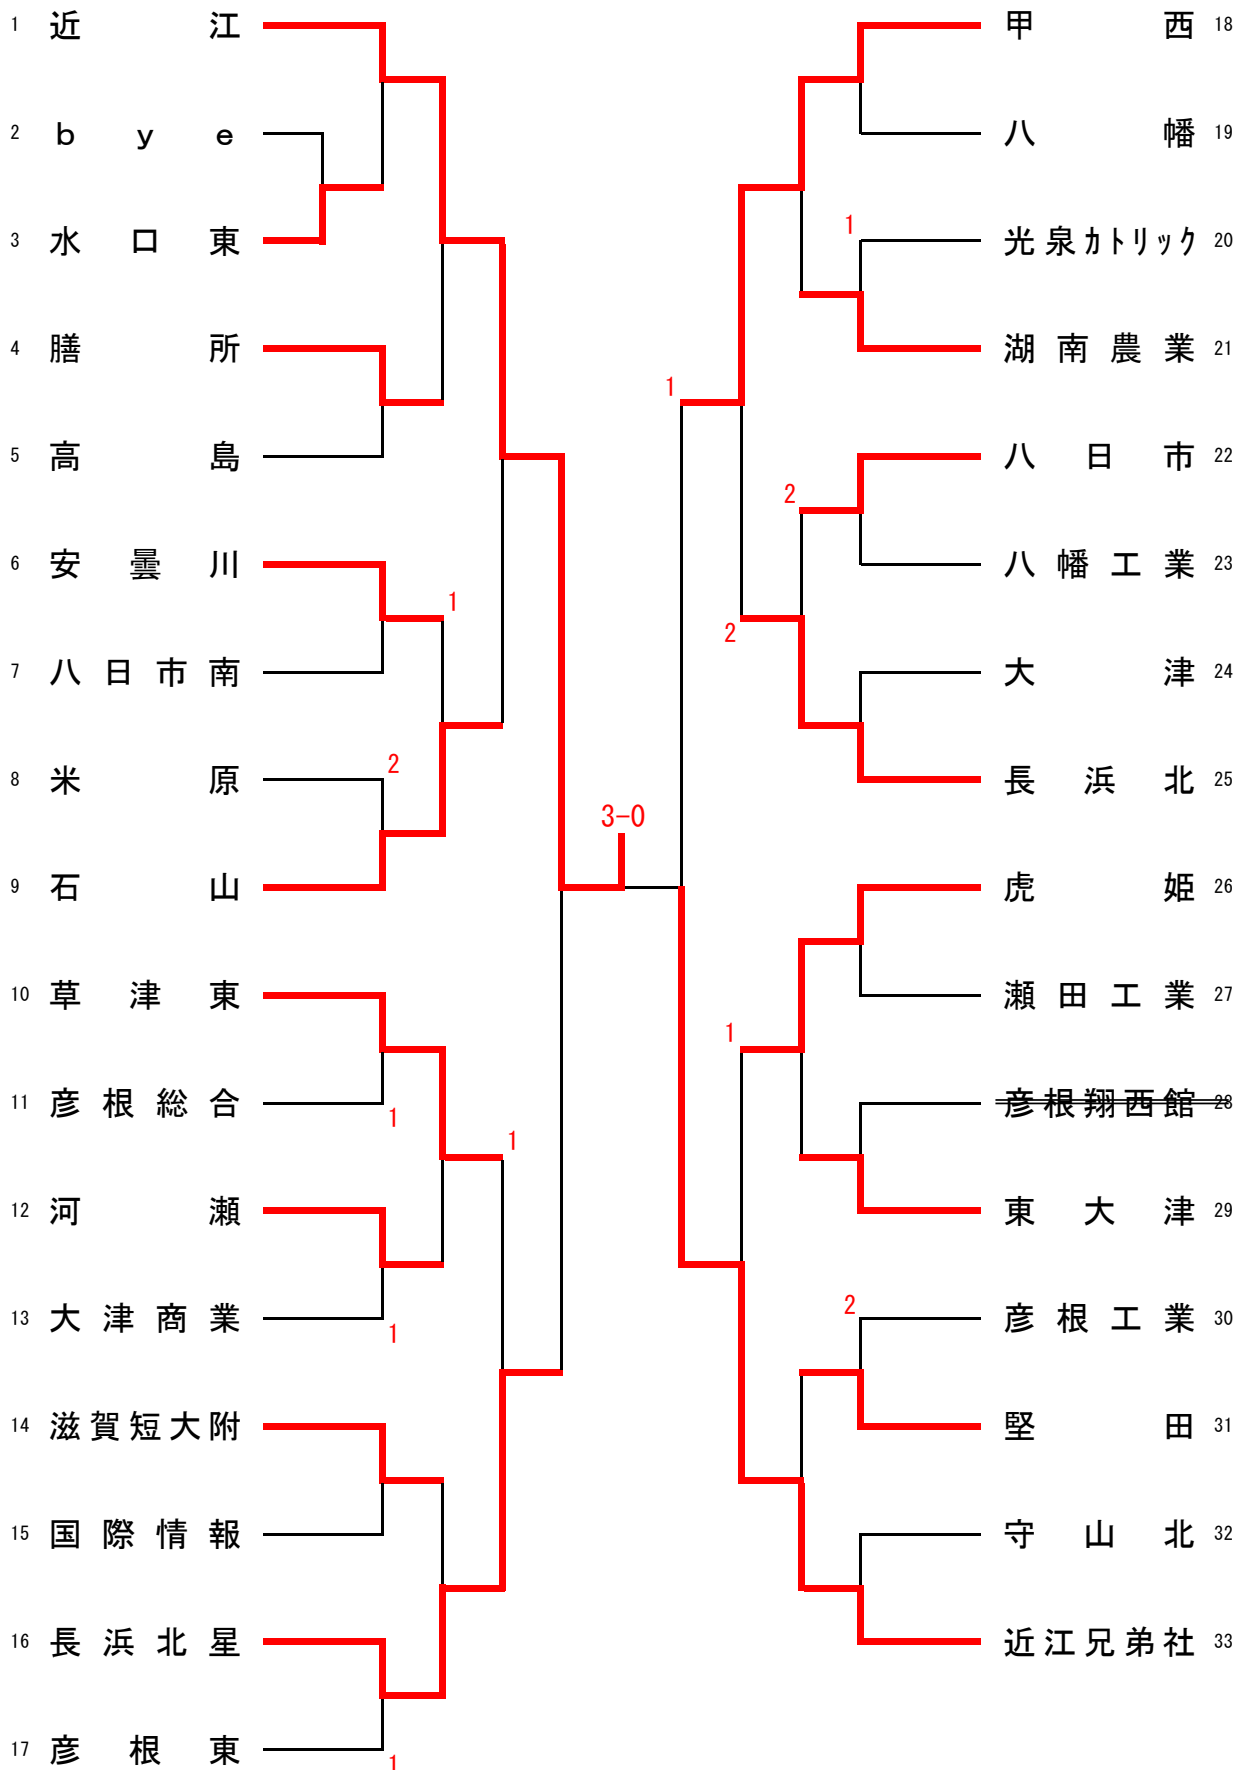 1 近江
2 bye
3 水口東
4 膳所
5 高島
6 安曇川
1
7 八日市南
8 米原
2
9 石山
10 草津東
11 彦根総合
1
1
12 河瀬
13 大津商業
1
14 滋賀短大附
15 国際情報
16 長浜北星
17 彦根東
1
3-0
甲西 18
八幡 19
1
光泉カトリック 20
湖南農業 21
1
八日市 22
2
八幡工業 23
2
大津 24
長浜北 25
虎姫 26
瀬田工業 27
1
彦根翔西館 28
東大津 29
2
彦根工業 30
堅田 31
守山北 32
近江兄弟社 33